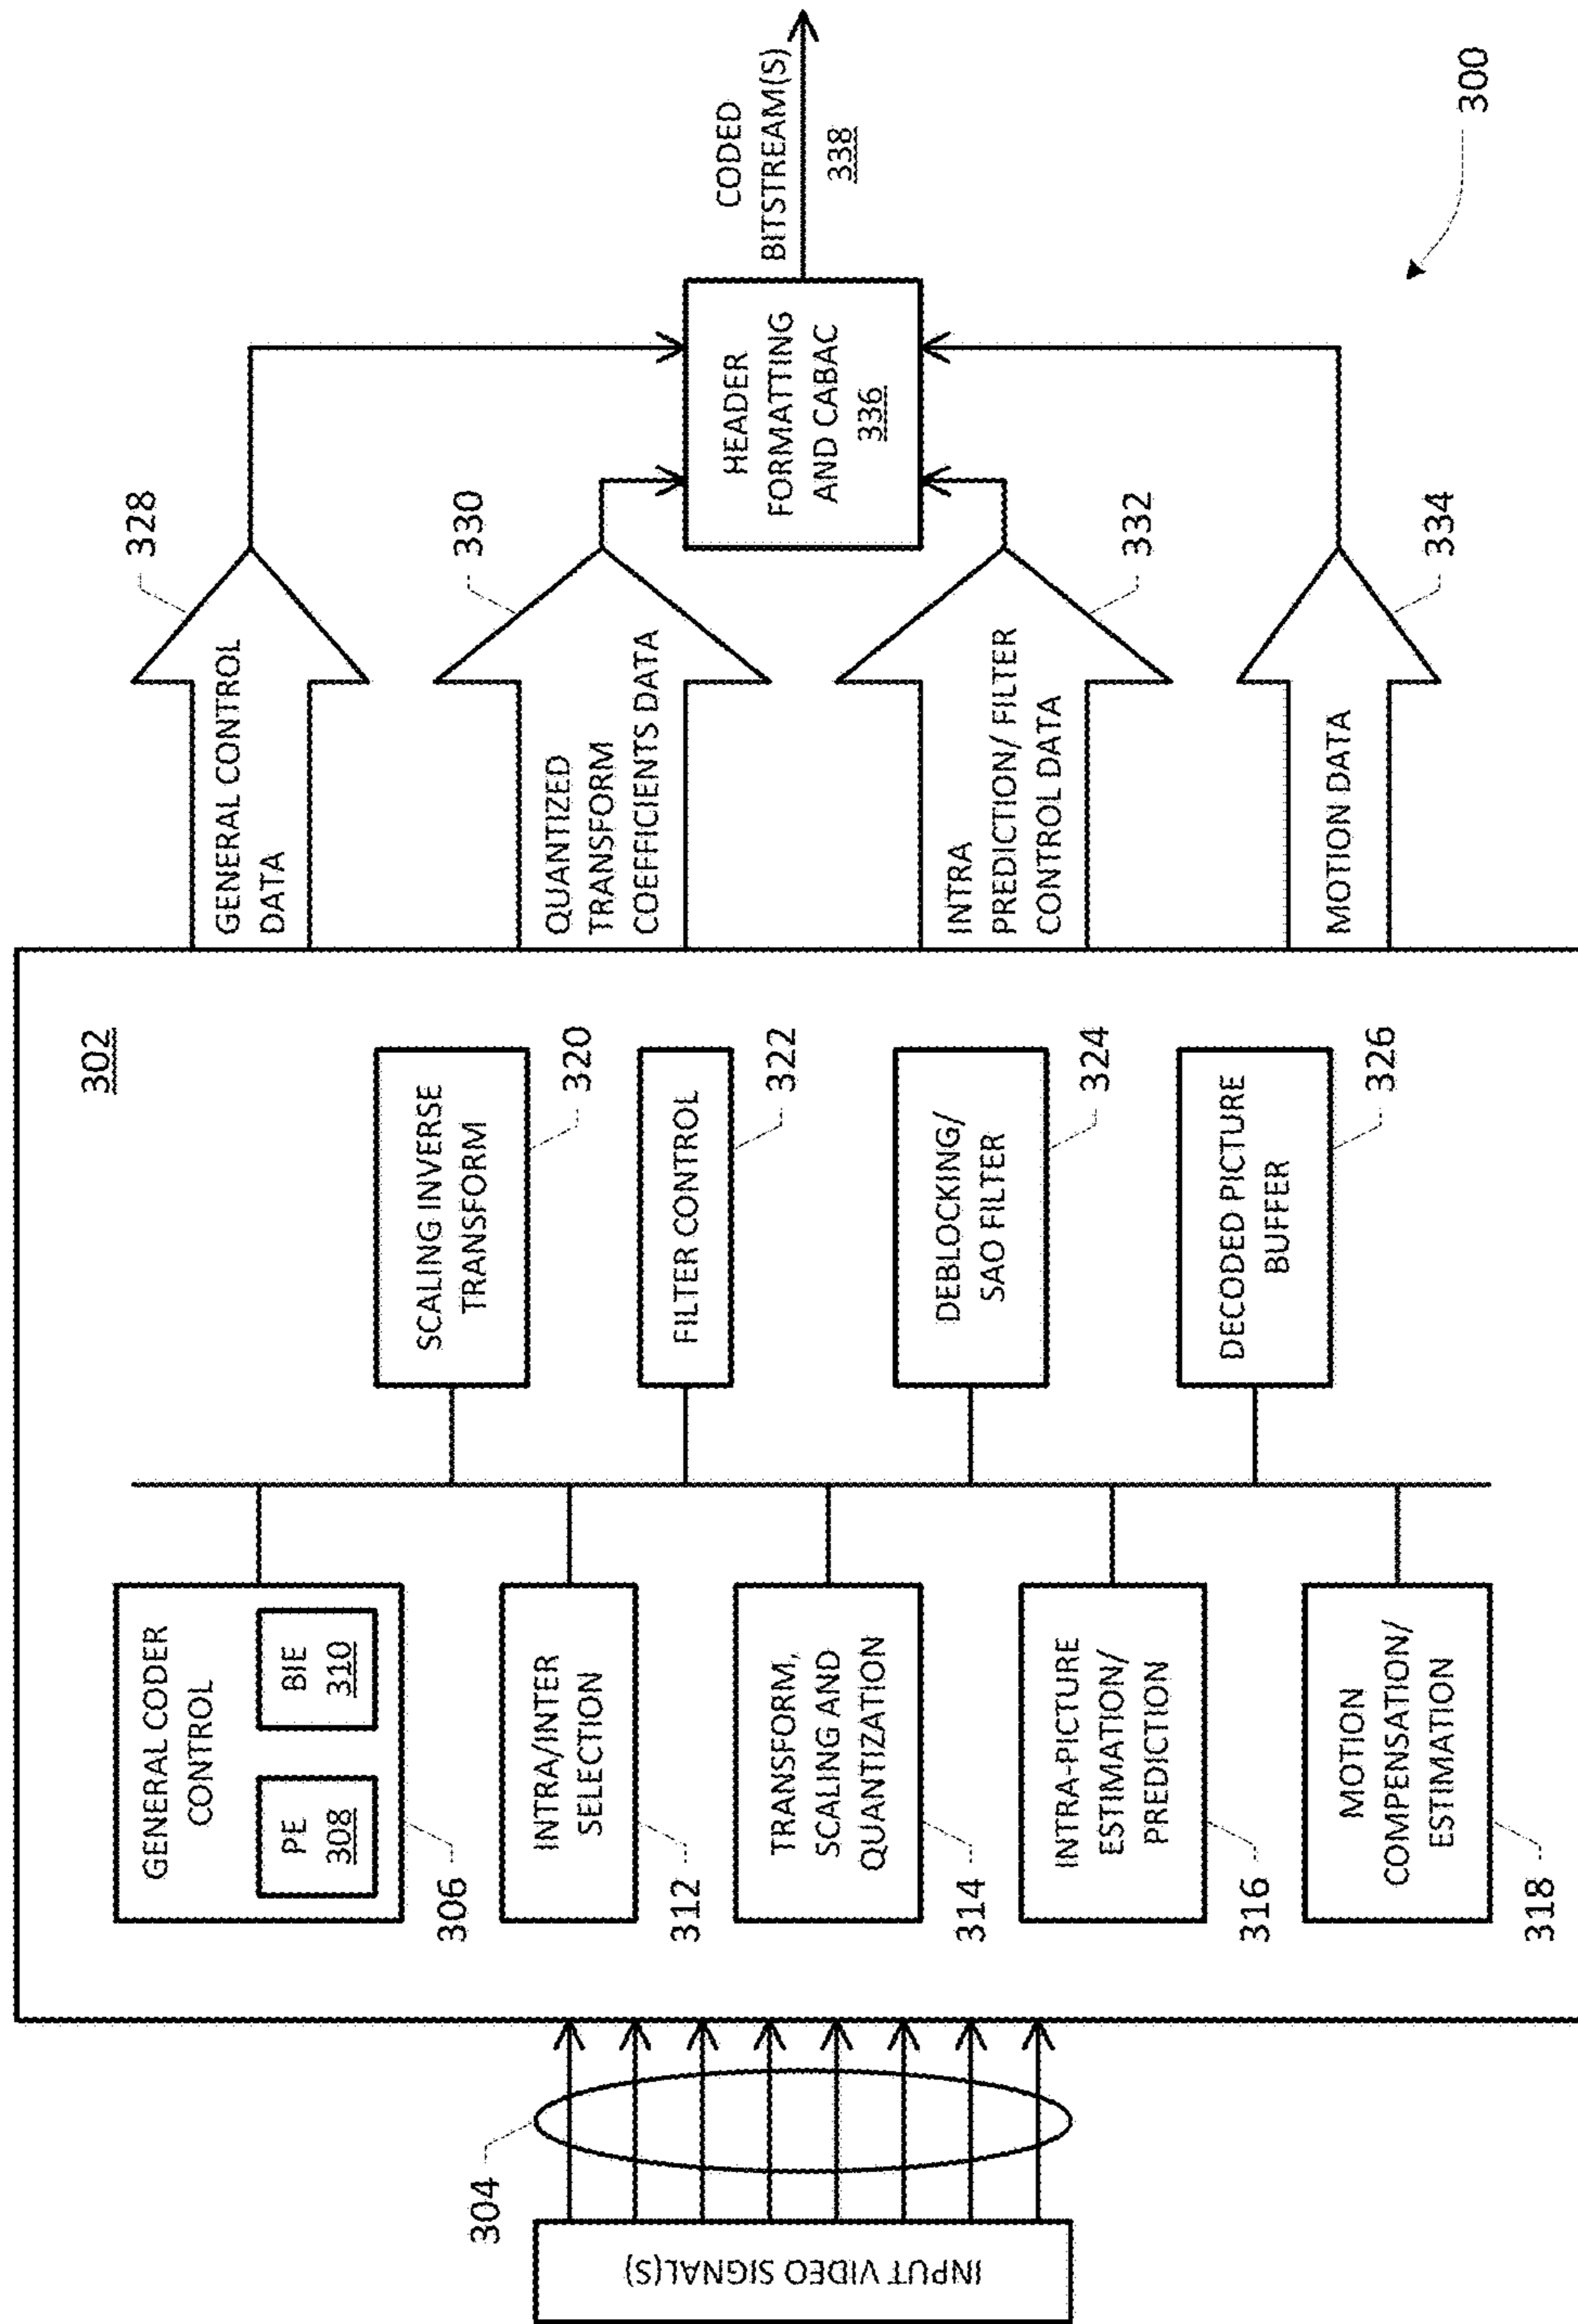 INPUT VIDEO SIGNAL(S)
304
302
GENERAL CODER
CONTROL
PE
308
BIE
310
306
INTRA/INTER
SELECTION
312
TRANSFORM,
SCALING AND
QUANTIZATION
314
INTRA-PICTURE
ESTIMATION/
PREDICTION
316
MOTION
COMPENSATION/
ESTIMATION
318
SCALING INVERSE
TRANSFORM
320
FILTER CONTROL
322
DEBLOCKING/
SAO FILTER
324
DECODED PICTURE
BUFFER
326
GENERAL CONTROL
DATA
328
QUANTIZED
TRANSFORM
COEFFICIENTS DATA
330
INTRA
PREDICTION/ FILTER
CONTROL DATA
332
MOTION DATA
334
HEADER
FORMATTING
AND CABAC
336
CODED
BITSTREAM(S)
338
300